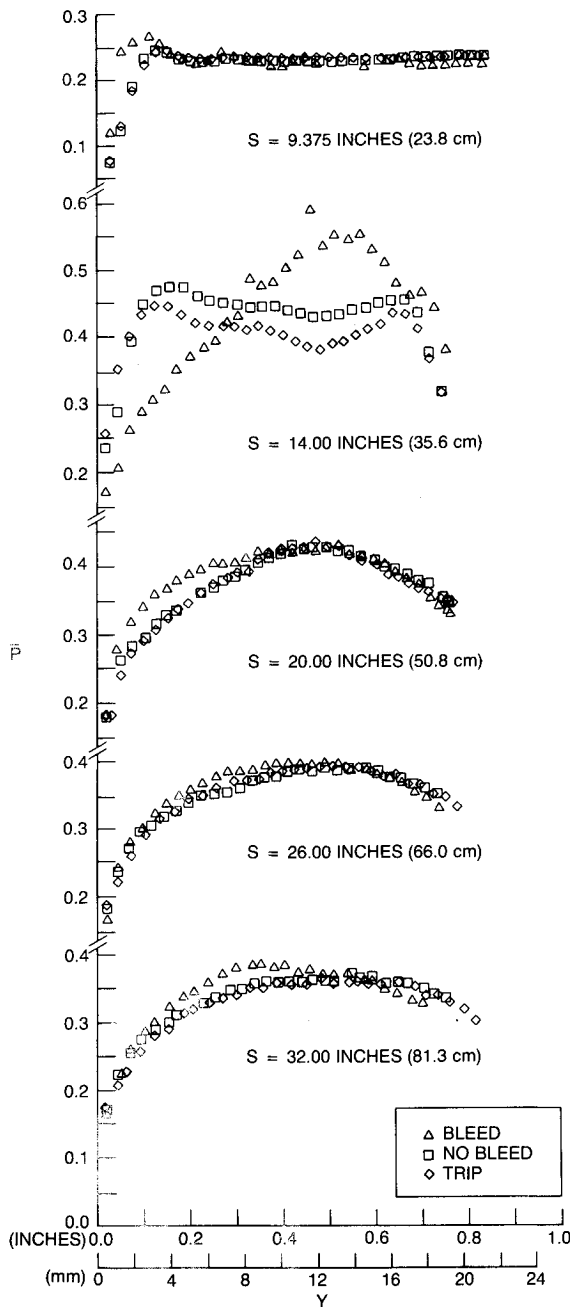 0.3
0.2
0.1
S = 9.375 INCHES (23.8 cm)
0.6
0.5
0.4
0.3
0.2
S = 14.00 INCHES (35.6 cm)
0.4
0.3
0.2
S = 20.00 INCHES (50.8 cm)
P̄
0.4
0.3
0.2
S = 26.00 INCHES (66.0 cm)
0.4
0.3
0.2
0.1
0.0
S = 32.00 INCHES (81.3 cm)
△ BLEED
□ NO BLEED
◇ TRIP
(INCHES) 0.0 0.2 0.4 0.6 0.8 1.0
(mm) 0 4 8 12 16 20 24
Y